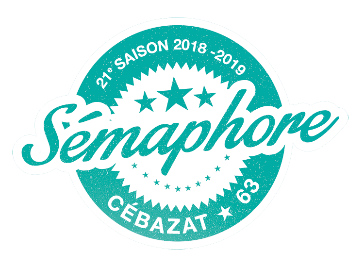 21e SAISON 2018-2019
Sémaphore
CÉBAZAT ★ 63